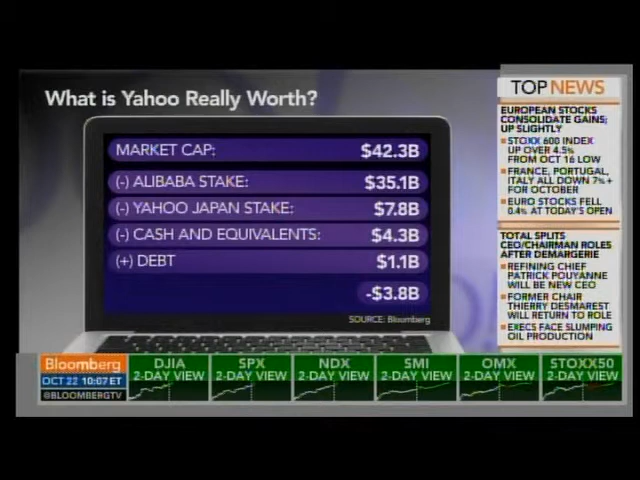 What is Yahoo Really Worth?
MARKET CAP: $42.3B
(-) ALIBABA STAKE: $35.1B
(-) YAHOO JAPAN STAKE: $7.8B
(-) CASH AND EQUIVALENTS: $4.3B
(+) DEBT $1.1B
-$3.8B
SOURCE: Bloomberg
TOP NEWS
EUROPEAN STOCKS
CONSOLIDATE GAINS;
UP SLIGHTLY
STOXX 600 INDEX
UP OVER 4.5%
FROM OCT 16 LOW
FRANCE, PORTUGAL,
ITALY ALL DOWN 7%+
FOR OCTOBER
EURO STOCKS FELL
0.4% AT TODAY'S OPEN
TOTAL SPLITS
CEO/CHAIRMAN ROLES
AFTER DEMARGERIE
REFINING CHIEF
PATRICK POUYANNE
WILL BE NEW CEO
FORMER CHAIR
THIERRY DESMAREST
WILL RETURN TO ROLE
EXECS FACE SLUMPING
OIL PRODUCTION
Bloomberg
OCT 22 10:07 ET
@BLOOMBERGTV
DJIA
2-DAY VIEW
SPX
2-DAY VIEW
NDX
2-DAY VIEW
SMI
2-DAY VIEW
OMX
2-DAY VIEW
STOXX50
2-DAY VIEW